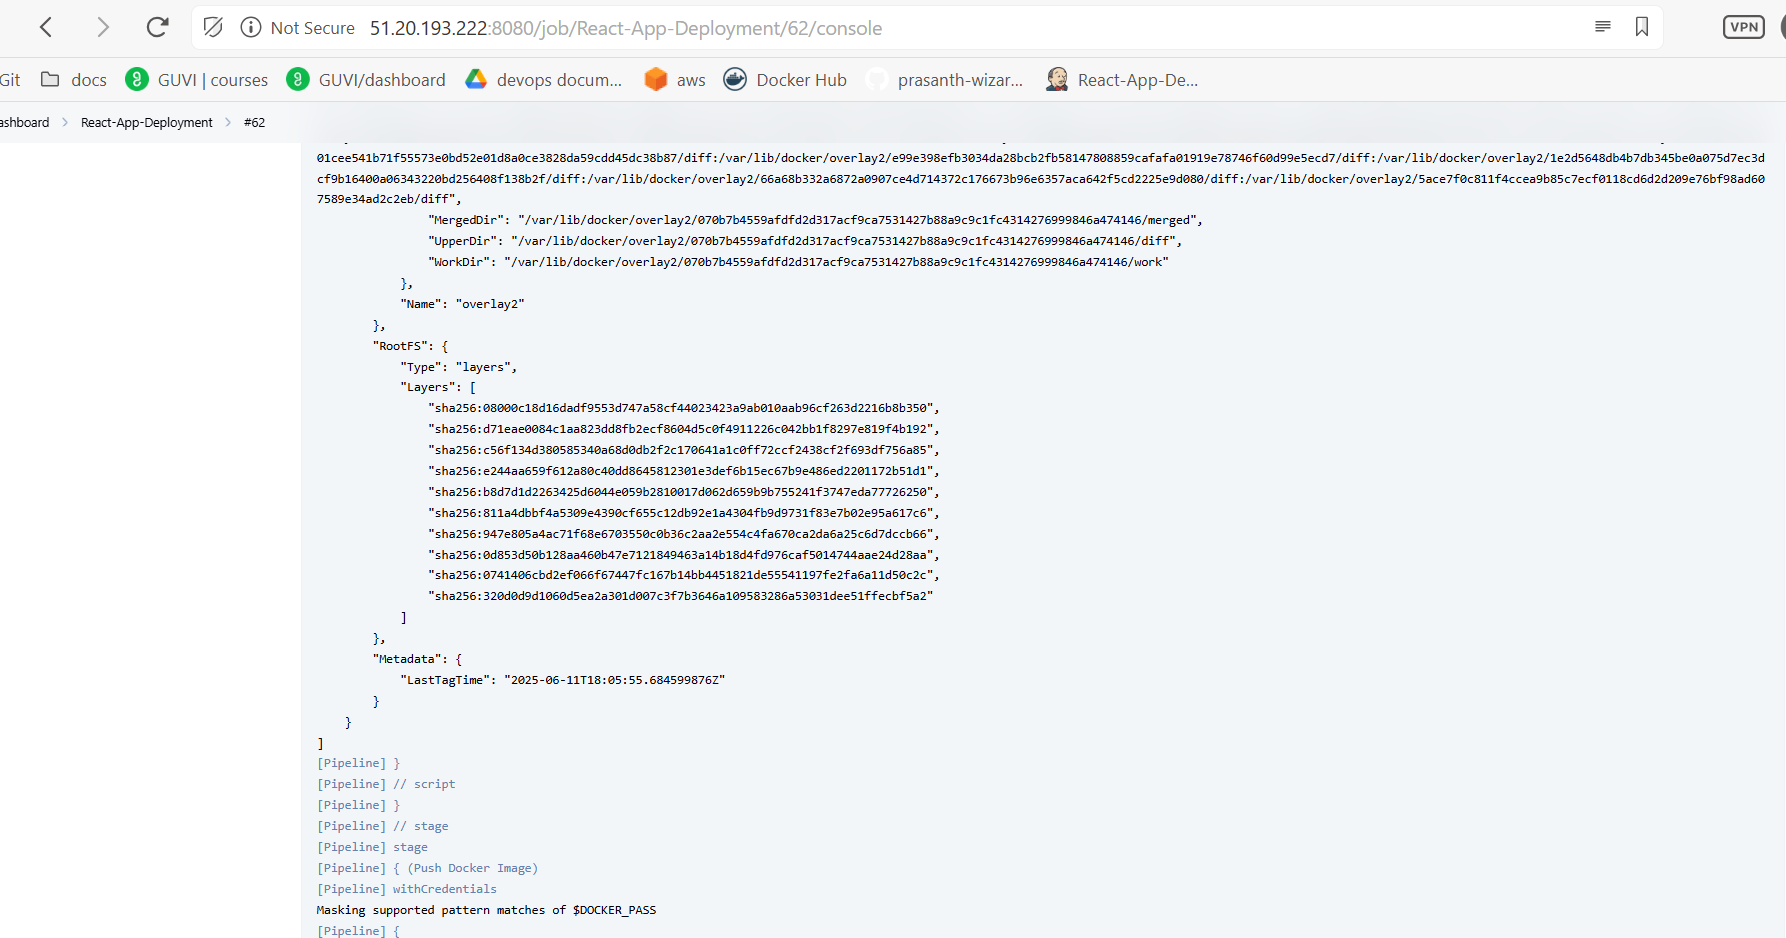 Not Secure 51.20.193.222:8080/job/React-App-Deployment/62/console VPN
Git docs GUVI | courses GUVI/dashboard devops docum... aws Docker Hub prasanth-wizar... React-App-De...
ashboard > React-App-Deployment > #62
01cee541b71f55573e0bd52e01d8a0ce3828da59cdd45dc38b87/diff:/var/lib/docker/overlay2/e99e398efb3034da28bcb2fb58147808859cafafa01919e78746f60d99e5ecd7/diff:/var/lib/docker/overlay2/1e2d5648db4b7db345be0a075d7ec3d
cf9b16400a06343220bd256408f138b2f/diff:/var/lib/docker/overlay2/66a68b332a6872a0907ce4d714372c176673b96e6357aca642f5cd2225e9d080/diff:/var/lib/docker/overlay2/5ace7f0c811f4ccea9b85c7ecf0118cd6d2d209e76bf98ad60
7589e34ad2c2eb/diff",
"MergedDir": "/var/lib/docker/overlay2/070b7b4559afdfd2d317acf9ca7531427b88a9c9c1fc4314276999846a474146/merged",
"UpperDir": "/var/lib/docker/overlay2/070b7b4559afdfd2d317acf9ca7531427b88a9c9c1fc4314276999846a474146/diff",
"WorkDir": "/var/lib/docker/overlay2/070b7b4559afdfd2d317acf9ca7531427b88a9c9c1fc4314276999846a474146/work"
},
"Name": "overlay2"
},
"RootFS": {
"Type": "layers",
"Layers": [
"sha256:08000c18d16dadf9553d747a58cf44023423a9ab010aab96cf263d2216b8b350",
"sha256:d71eae0084c1aa823dd8fb2ecf8604d5c0f4911226c042bb1f8297e819f4b192",
"sha256:c56f134d380585340a68d0db2f2c170641a1c0ff72ccf2438cf2f693df756a85",
"sha256:e244aa659f612a80c40dd8645812301e3def6b15ec67b9e486ed2201172b51d1",
"sha256:b8d7d1d2263425d6044e059b2810017d062d659b9b755241f3747eda77726250",
"sha256:811a4dbbf4a5309e4390cf655c12db92e1a4304fb9d9731f83e7b02e95a617c6",
"sha256:947e805a4ac71f68e6703550c0b36c2aa2e554c4fa670ca2da6a25c6d7dccb66",
"sha256:0d853d50b128aa460b47e7121849463a14b18d4fd976caf5014744aae24d28aa",
"sha256:0741406cbd2ef066f67447fc167b14bb4451821de55541197fe2fa6a11d50c2c",
"sha256:320d0d9d1060d5ea2a301d007c3f7b3646a109583286a53031dee51ffecbf5a2"
]
},
"Metadata": {
"LastTagTime": "2025-06-11T18:05:55.684599876Z"
}
}
]
[Pipeline] }
[Pipeline] // script
[Pipeline] }
[Pipeline] // stage
[Pipeline] stage
[Pipeline] { (Push Docker Image)
[Pipeline] withCredentials
Masking supported pattern matches of $DOCKER_PASS
[Pipeline] {